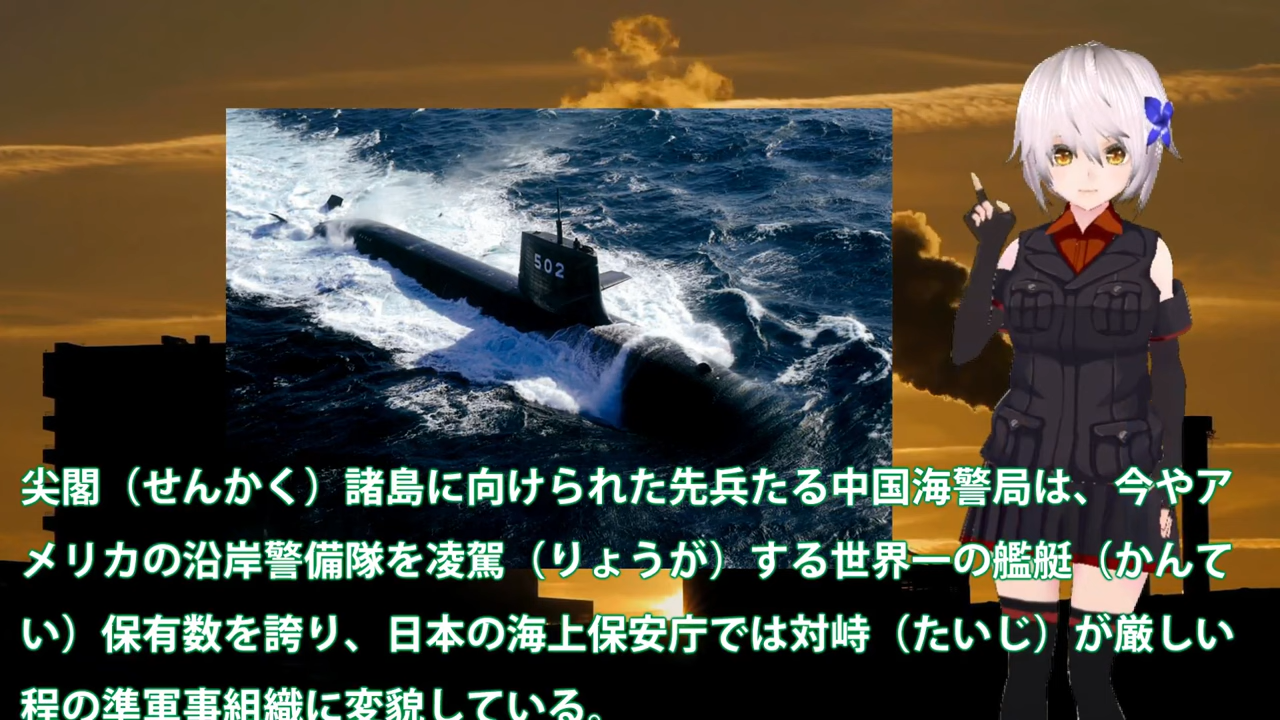 502
尖閣（せんかく）諸島に向けられた先兵たる中国海警局は、今やア
メリカの沿岸警備隊を凌駕（りょうが）する世界一の艦艇（かんて
い）保有数を誇り、日本の海上保安庁では対峙（たいじ）が厳しい
程の準軍事組織に変貌している。